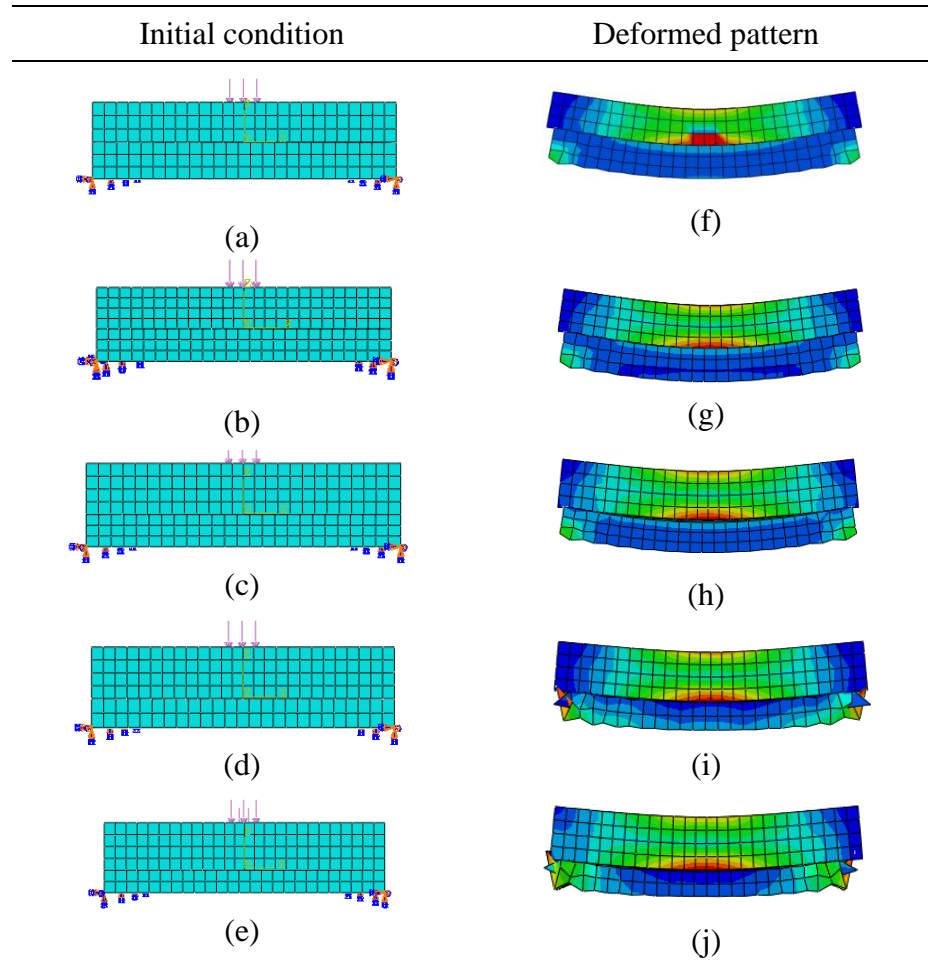 Initial condition Deformed pattern
(a) (f)
(b) (g)
(c) (h)
(d) (i)
(e) (j)